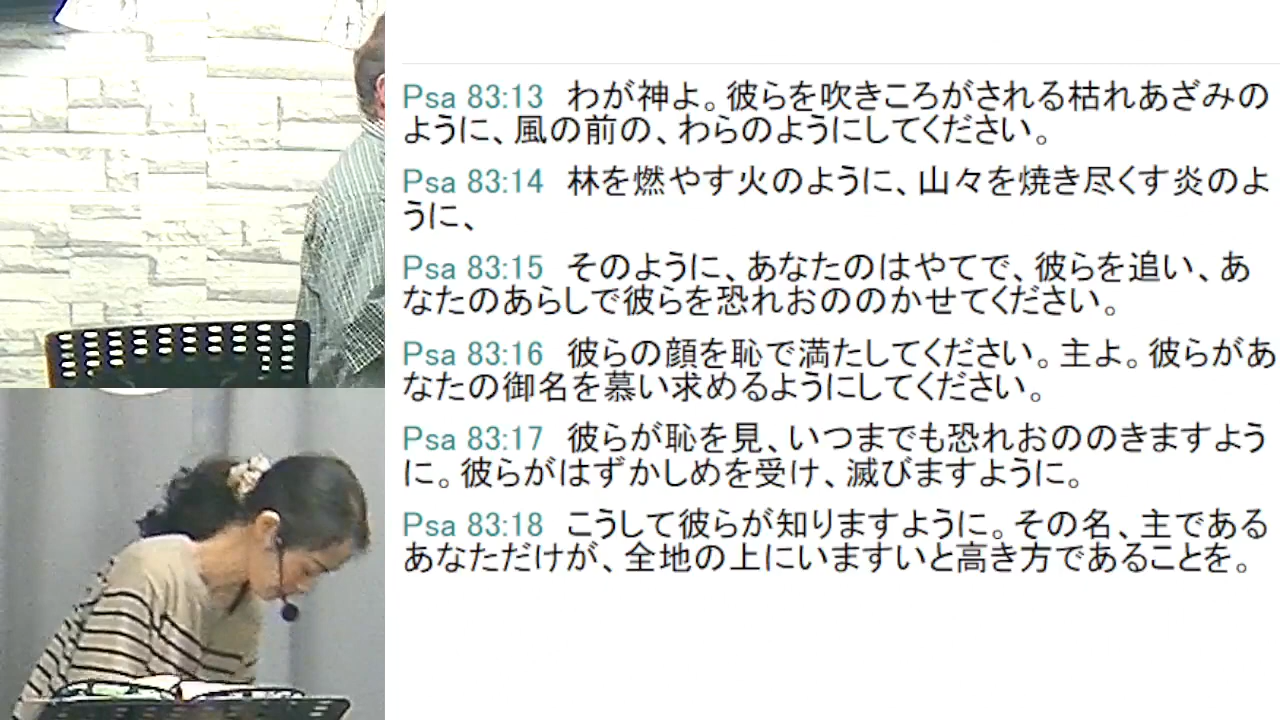 Psa 83:13 わが神よ。彼らを吹きころがされる枯れあざみの
ように、風の前の、わらのようにしてください。
Psa 83:14 林を燃やす火のように、山々を焼き尽くす炎のよ
うに、
Psa 83:15 そのように、あなたのはやてで、彼らを追い、あ
なたのあらしで彼らを恐れおののかせてください。
Psa 83:16 彼らの顔を恥で満たしてください。主よ。彼らがあ
なたの御名を慕い求めるようにしてください。
Psa 83:17 彼らが恥を見、いつまでも恐れおののきますよう
に。彼らがはずかしめを受け、滅びますように。
Psa 83:18 こうして彼らが知りますように。その名、主である
あなただけが、全地の上にいますいと高き方であることを。